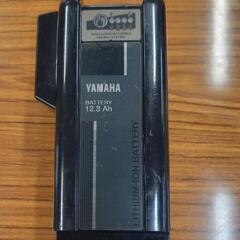 YAMAHA
BATTERY
12.3 Ah
LITHIUM ION BATTERY